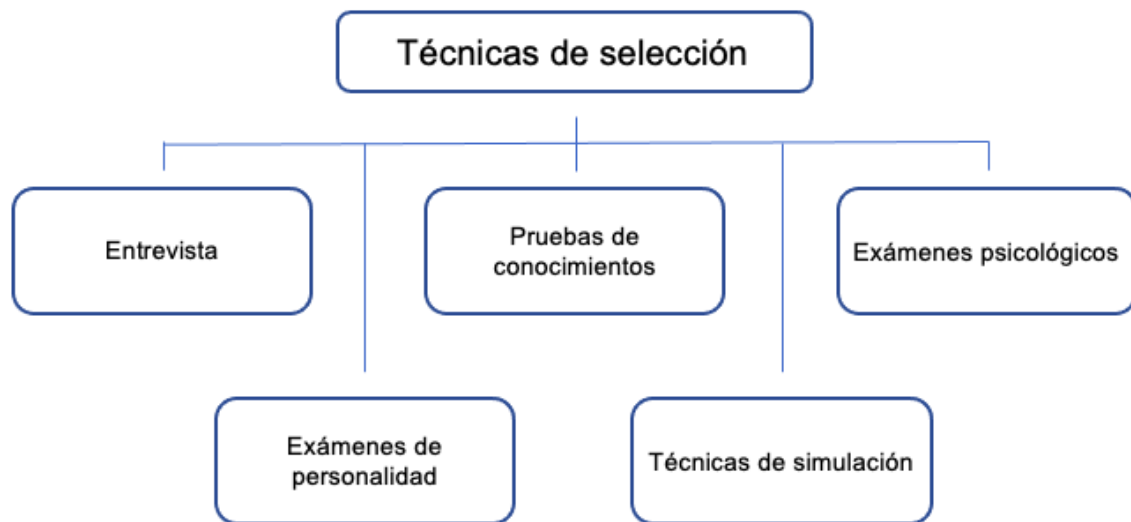 Técnicas de selección
Entrevista
Pruebas de
conocimientos
Exámenes psicológicos
Exámenes de
personalidad
Técnicas de simulación